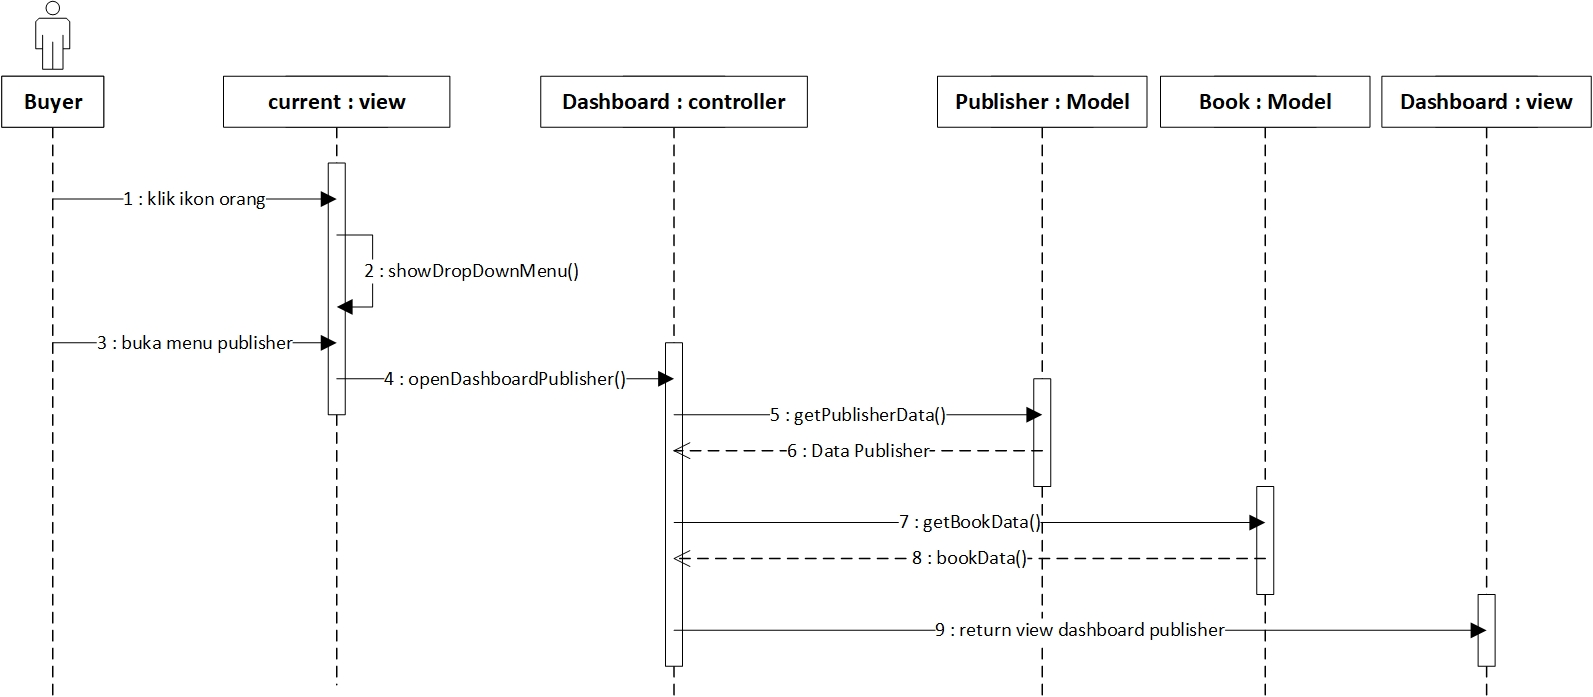 Buyer
current : view
Dashboard : controller
Publisher : Model
Book : Model
Dashboard : view
1 : klik ikon orang
2 : showDropDownMenu()
3 : buka menu publisher
4 : openDashboardPublisher()
5 : getPublisherData()
6 : Data Publisher
7 : getBookData()
8 : bookData()
9 : return view dashboard publisher